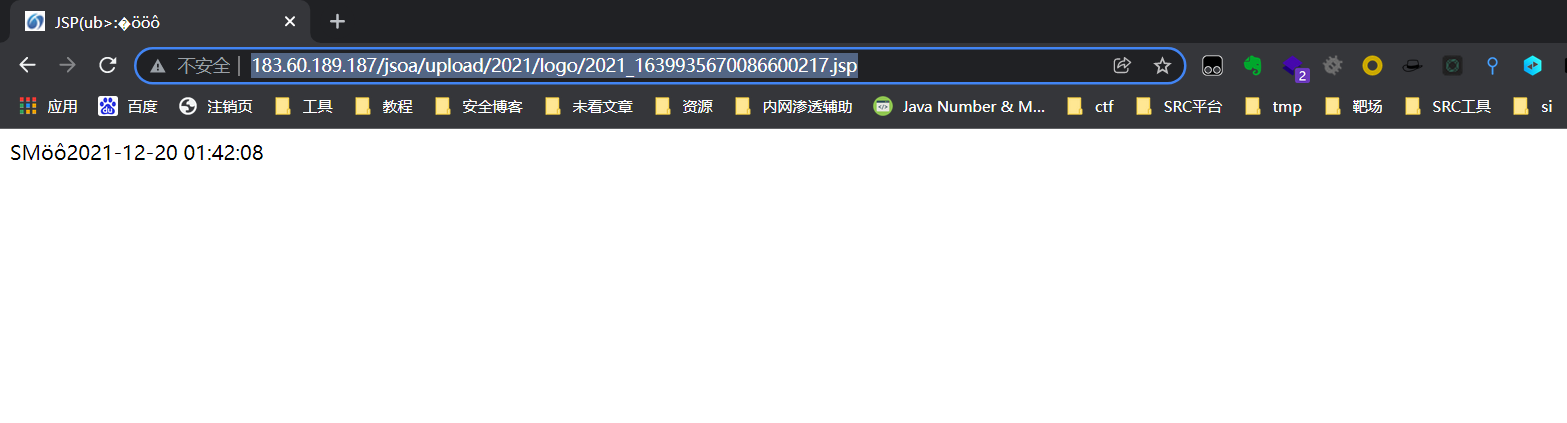 JSP(ub>:�ööô
不安全 183.60.189.187/jsoa/upload/2021/logo/2021_1639935670086600217.jsp
2
应用 百度 注销页 工具 教程 安全博客 未看文章 资源 内网渗透辅助 Java Number & M... ctf SRC平台 tmp 靶场 SRC工具 si
SMöô2021-12-20 01:42:08